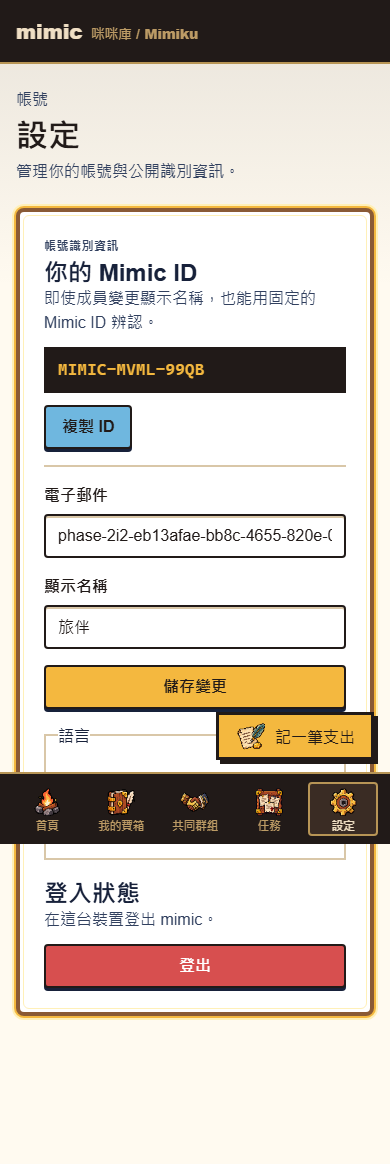 mimic 咪咪庫 / Mimiku
帳號
設定
管理你的帳號與公開識別資訊。
帳號識別資訊
你的 Mimic ID
即使成員變更顯示名稱，也能用固定的
Mimic ID 辨認。
MIMIC-MVML-99QB
複製 ID
電子郵件
phase-2i2-eb13afae-bb8c-4655-820e-
顯示名稱
旅伴
儲存變更
語言
記一筆支出
首頁 我的寶箱 共同群組 任務 設定
登入狀態
在這台裝置登出 mimic。
登出